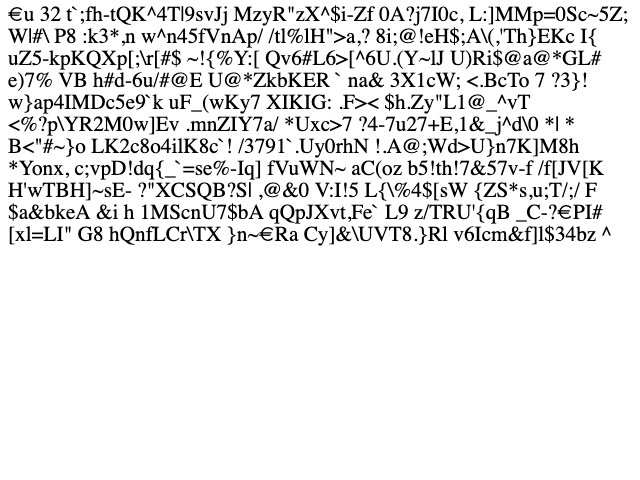 €u 32 t`;fh-tQK^4T|9svJj MzyR"zX^$i-Zf 0A?j7I0c, L:]MMp=0Sc~5Z;
Wl#\ P8 :k3*,n w^n45fVnAp/ /tl%lH">a,? 8i;@!eH$;A\(,'Th}EKc I{
uZ5-kpKQXp[;\r[#$ ~!{%Y:[ Qv6#L6>[^6U.(Y~lJ U)Ri$@a@*GL#
e)7% VB h#d-6u/#@E U@*ZkbKER ` na& 3X1cW; <.BcTo 7 ?3}!
w}ap4IMDc5e9`k uF_(wKy7 XIKIG: .F>< $h.Zy"L1@_^vT
<%?p\YR2M0w]Ev .mnZIY7a/ *Uxc>7 ?4-7u27+E,1&_j^d\0 *| *
B<"#~}o LK2c8o4ilK8c`! /3791`.Uy0rhN !.A@;Wd>U}n7K]M8h
*Yonx, c;vpD!dq{_`=se%-Iq] fVuWN~ aC(oz b5!th!7&57v-f /f[JV[K
H'wTBH]~sE- ?"XCSQB?S| ,@&0 V:I!5 L{\%4$[sW {ZS*s,u;T/;/ F
$a&bkeA &i h 1MScnU7$bA qQpJXvt,Fe` L9 z/TRU'{qB _C-?€PI#
[xl=LI" G8 hQnfLCr\TX }n~€Ra Cy]&\UVT8.}Rl v6Icm&f]l$34bz ^